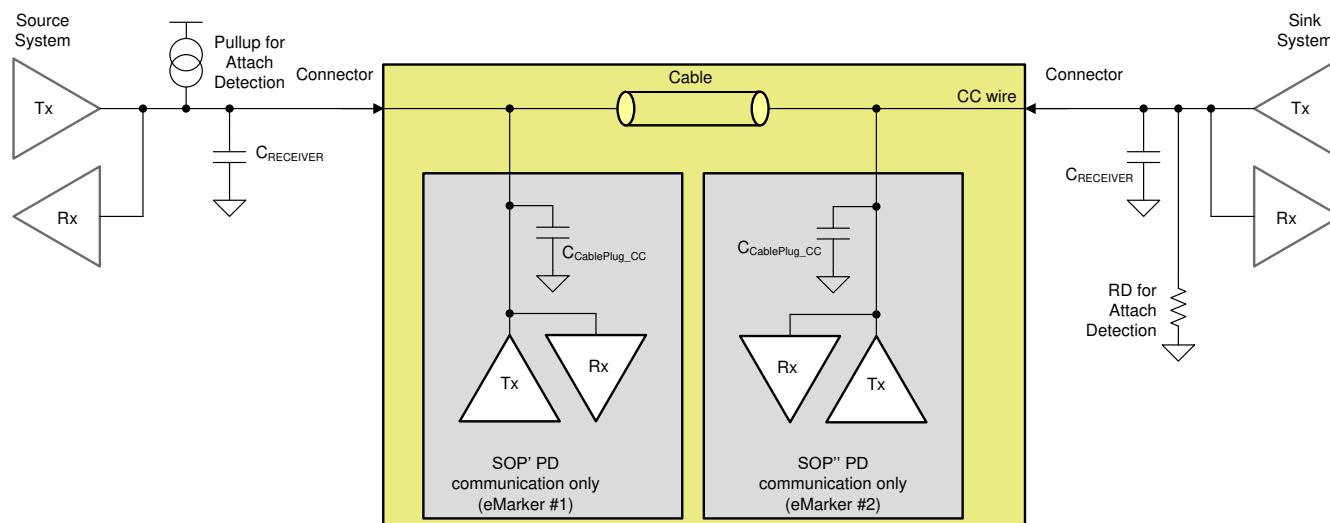 Source
System
Pullup for
Attach
Detection
Connector
Cable
CC wire
Connector
Sink
System
Tx
Rx
CRECEIVER
CRECEIVER
Tx
Rx
RD for
Attach
Detection
CCablePlug_CC
Tx
Rx
SOP' PD
communication only
(eMarker #1)
CCablePlug_CC
Rx
Tx
SOP'' PD
communication only
(eMarker #2)